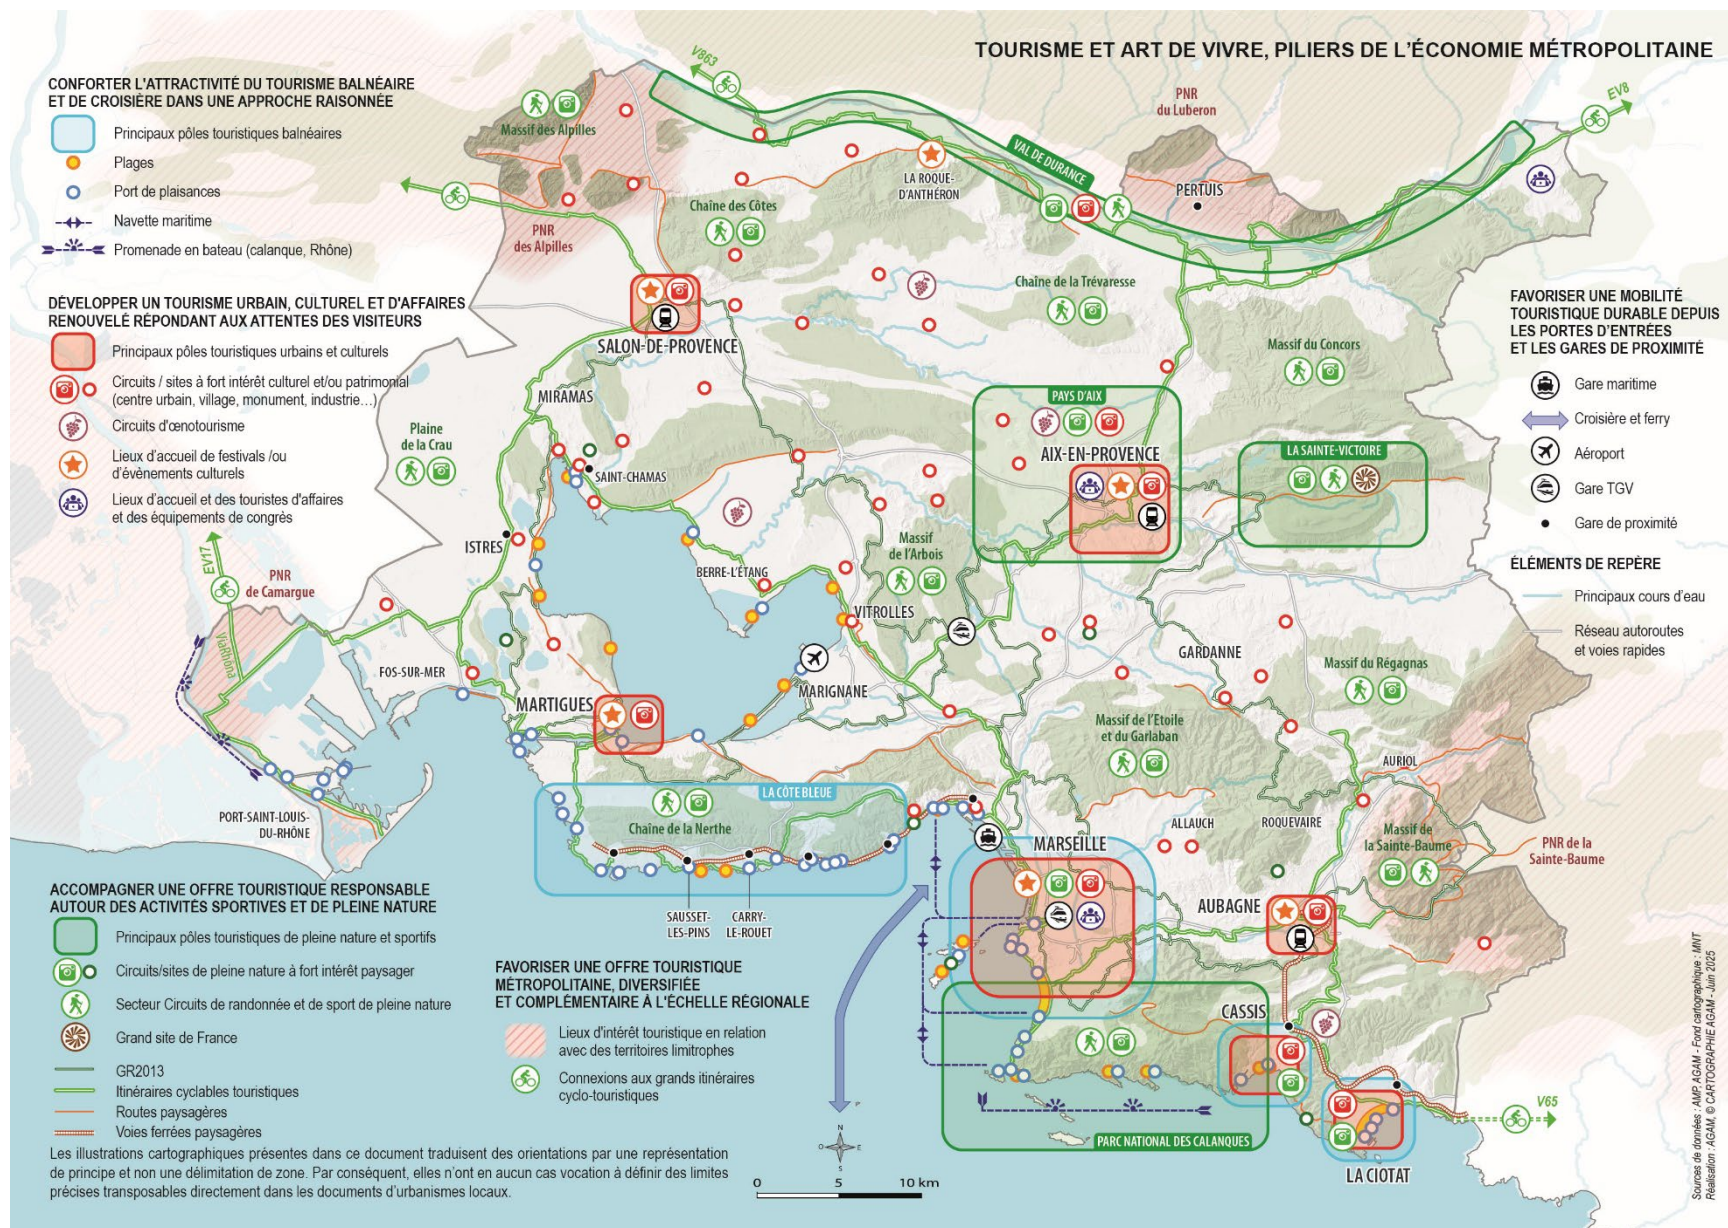 TOURISME ET ART DE VIVRE, PILIERS DE L'ÉCONOMIE MÉTROPOLITAINE
CONFORTER L'ATTRACTIVITÉ DU TOURISME BALNÉAIRE
ET DE CROISIÈRE DANS UNE APPROCHE RAISONNÉE
Principaux pôles touristiques balnéaires
Plages
Port de plaisances
Navette maritime
Promenade en bateau (calanque, Rhône)
DÉVELOPPER UN TOURISME URBAIN, CULTUREL ET D'AFFAIRES
RENOUVELÉ RÉPONDANT AUX ATTENTES DES VISITEURS
Principaux pôles touristiques urbains et culturels
Circuits / sites à fort intérêt culturel et/ou patrimonial
(centre urbain, village, monument, industrie…)
Circuits d'œnotourisme
Lieux d'accueil de festivals /ou
d'évènements culturels
Lieux d'accueil et des touristes d'affaires
et des équipements de congrès
ACCOMPAGNER UNE OFFRE TOURISTIQUE RESPONSABLE
AUTOUR DES ACTIVITÉS SPORTIVES ET DE PLEINE NATURE
Principaux pôles touristiques de pleine nature et sportifs
Circuits/sites de pleine nature à fort intérêt paysager
Secteur Circuits de randonnée et de sport de pleine nature
Grand site de France
GR2013
Itinéraires cyclables touristiques
Routes paysagères
Voies ferrées paysagères
Les illustrations cartographiques présentes dans ce document traduisent des orientations par une représentation
de principe et non une délimitation de zone. Par conséquent, elles n'ont en aucun cas vocation à définir des limites
précises transposables directement dans les documents d'urbanismes locaux.
FAVORISER UNE OFFRE TOURISTIQUE
MÉTROPOLITAINE, DIVERSIFIÉE
ET COMPLÉMENTAIRE À L'ÉCHELLE RÉGIONALE
Lieux d'intérêt touristique en relation
avec des territoires limitrophes
Connexions aux grands itinéraires
cyclo-touristiques
FAVORISER UNE MOBILITÉ
TOURISTIQUE DURABLE DEPUIS
LES PORTES D'ENTRÉES
ET LES GARES DE PROXIMITÉ
Gare maritime
Croisière et ferry
Aéroport
Gare TGV
Gare de proximité
ÉLÉMENTS DE REPÈRE
Principaux cours d'eau
Réseau autoroutes
et voies rapides
V863
EV8
PNR
du Luberon
Massif des Alpilles
VAL DE DURANCE
LA ROQUE-
D'ANTHÉRON
PERTUIS
PNR
des Alpilles
Chaîne des Côtes
Chaîne de la Trévaresse
SALON-DE-PROVENCE
Massif du Concors
MIRAMAS
PAYS D'AIX
Plaine
de la Crau
AIX-EN-PROVENCE
LA SAINTE-VICTOIRE
SAINT-CHAMAS
ISTRES
Massif
de l'Arbois
BERRE-L'ÉTANG
EV17
PNR
de Camargue
VITROLLES
ViaRhôna
GARDANNE
FOS-SUR-MER
Massif du Régagnas
MARTIGUES
MARIGNANE
Massif de l'Etoile
et du Garlaban
AURIOL
LA CÔTE BLEUE
PORT-SAINT-LOUIS-
DU-RHÔNE
Chaîne de la Nerthe
ALLAUCH
ROQUEVAIRE
MARSEILLE
Massif de
la Sainte-Baume
PNR de la
Sainte-Baume
SAUSSET-
LES-PINS
CARRY-
LE-ROUET
AUBAGNE
CASSIS
PARC NATIONAL DES CALANQUES
V65
LA CIOTAT
N
O
E
S
0
5
10 km
Sources de données : AMP, AGAM - Fond cartographique : MNT
Réalisation : AGAM, © CARTOGRAPHIE AGAM - Juin 2025